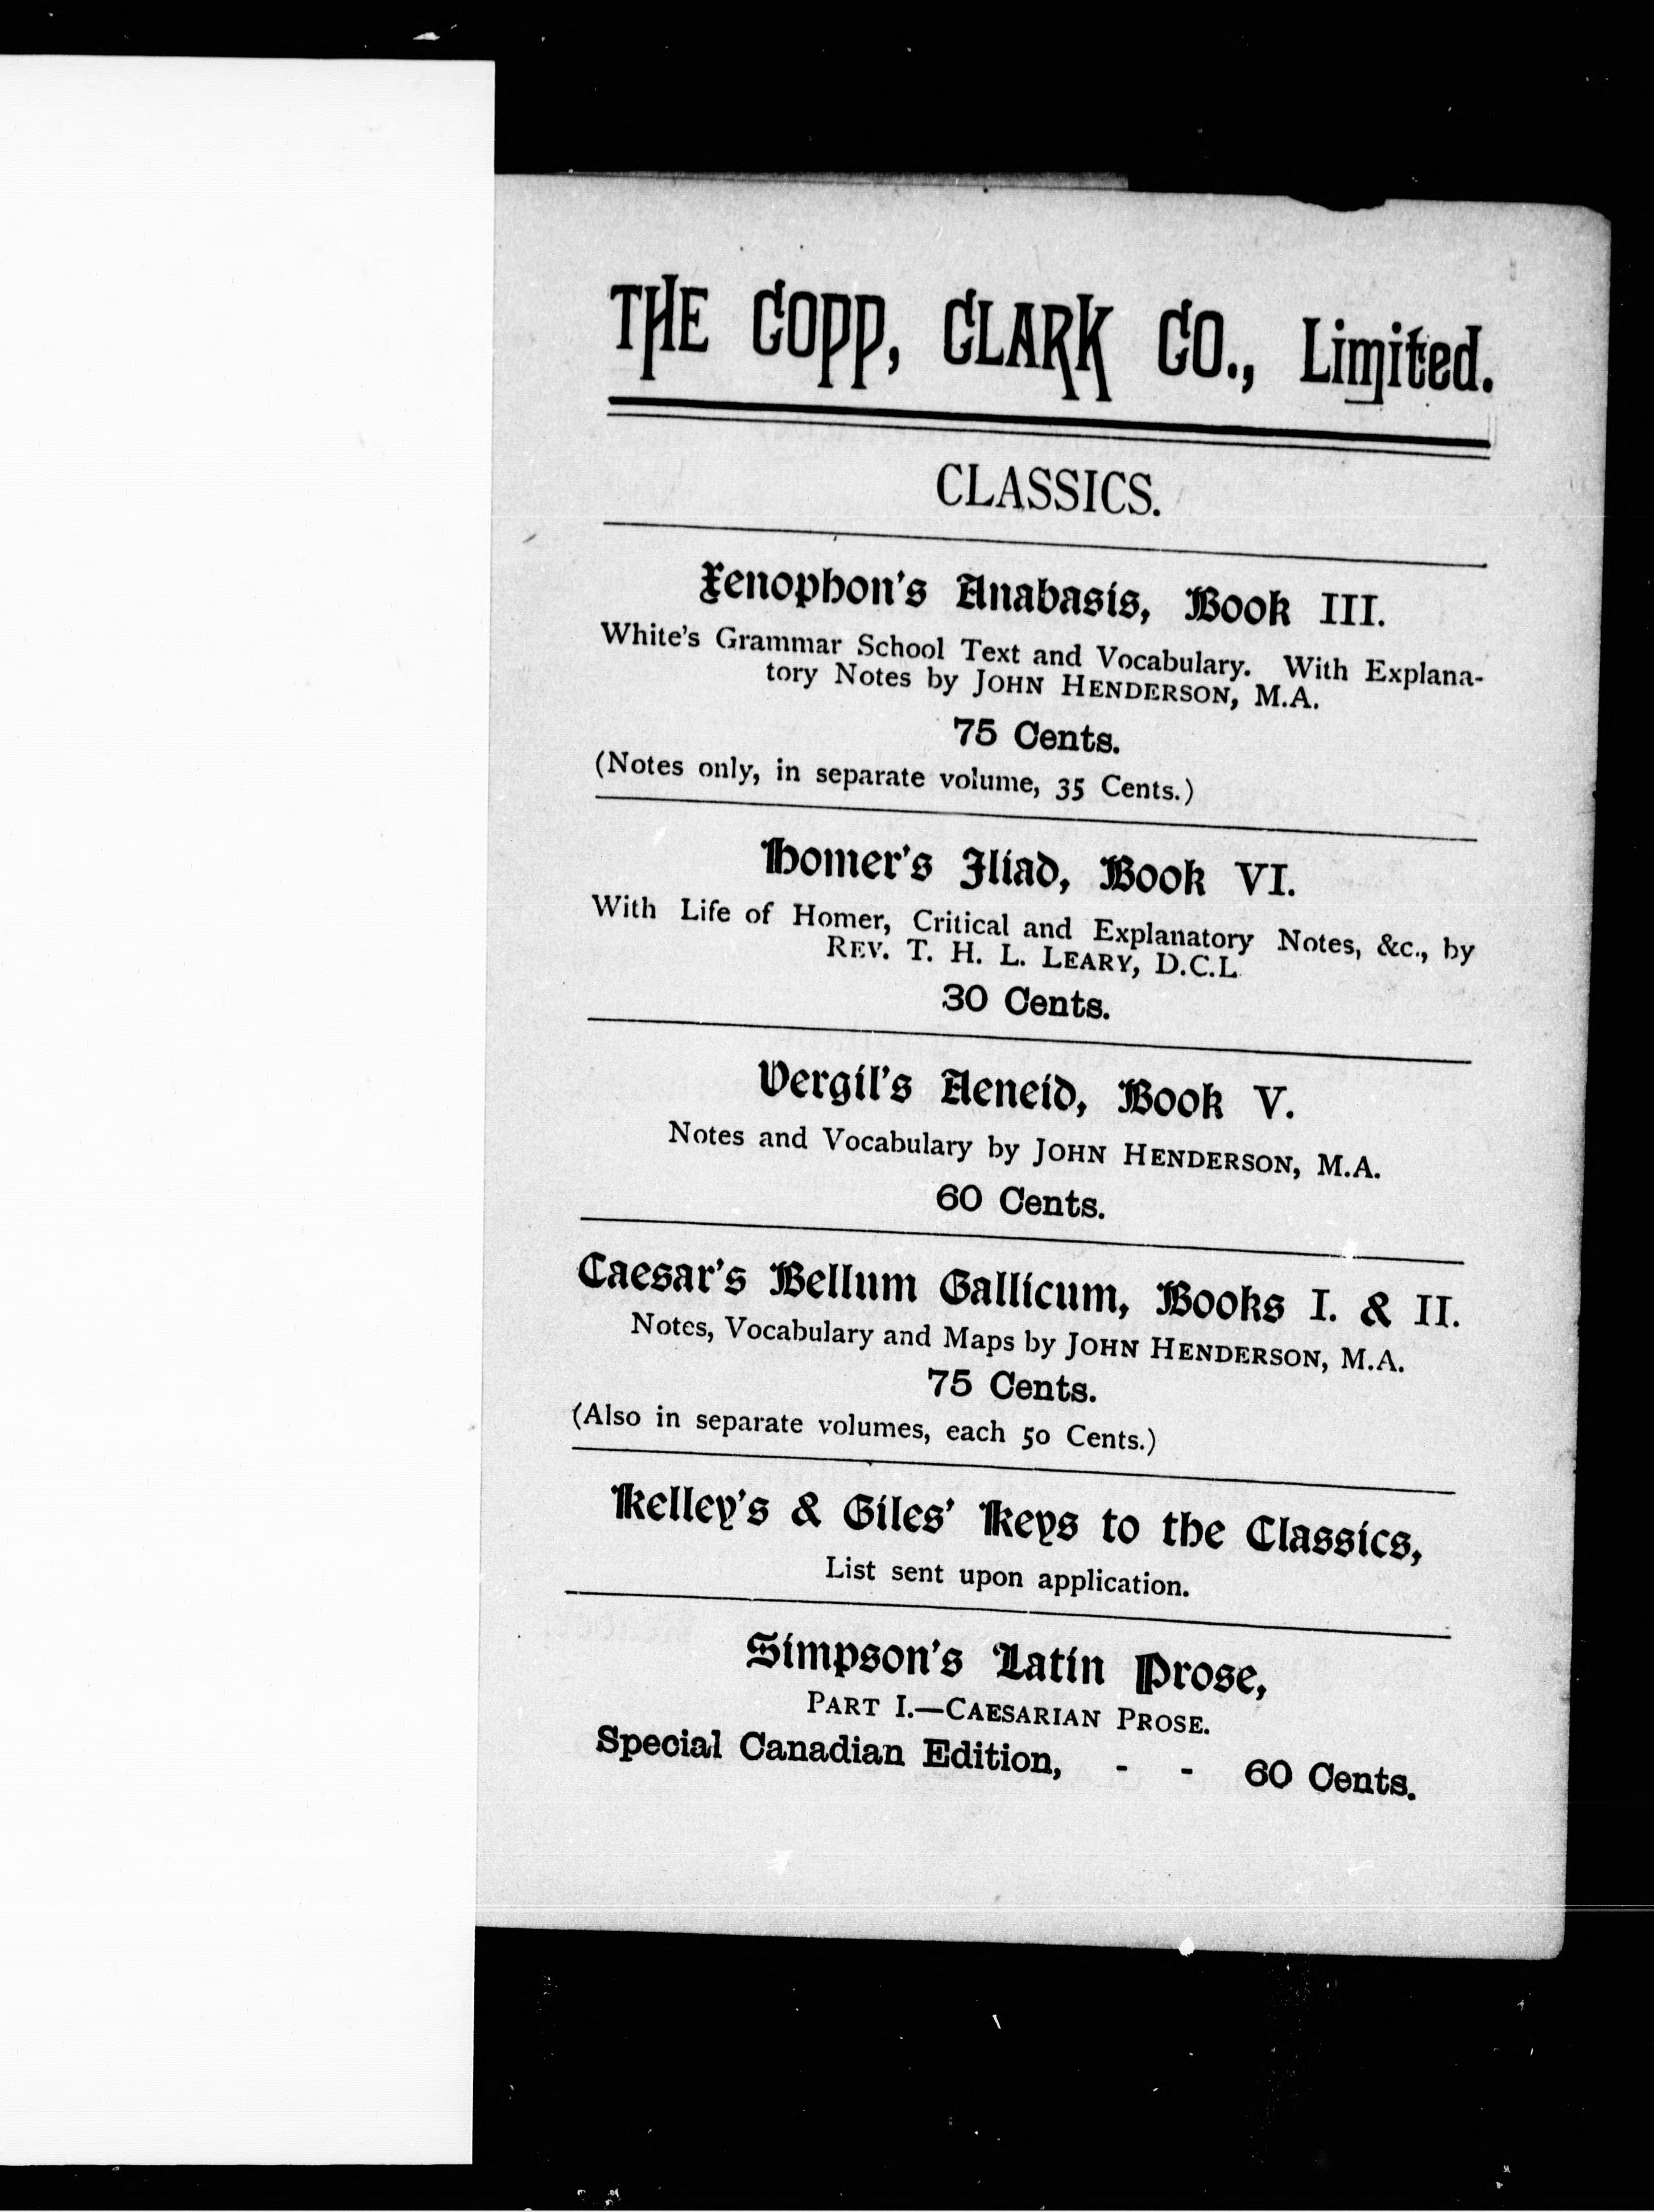 THE COPP, CLARK CO., Limited.
CLASSICS.
Xenophon's Anabasis, Book III.
White's Grammar School Text and Vocabulary. With Explana-
tory Notes by JOHN HENDERSON, M.A.
75 Cents.
(Notes only, in separate volume, 35 Cents.)
Homer's Iliad, Book VI.
With Life of Homer, Critical and Explanatory Notes, &c., by
REV. T. H. L. LEARY, D.C.L
30 Cents.
Vergil's Aeneid, Book V.
Notes and Vocabulary by JOHN HENDERSON, M.A.
60 Cents.
Caesar's Bellum Gallicum, Books I. & II.
Notes, Vocabulary and Maps by JOHN HENDERSON, M.A.
75 Cents.
(Also in separate volumes, each 50 Cents.)
Kelley's & Giles' Keys to the Classics,
List sent upon application.
Simpson's Latin Prose,
PART I.—CAESARIAN PROSE.
Special Canadian Edition, - - 60 Cents.